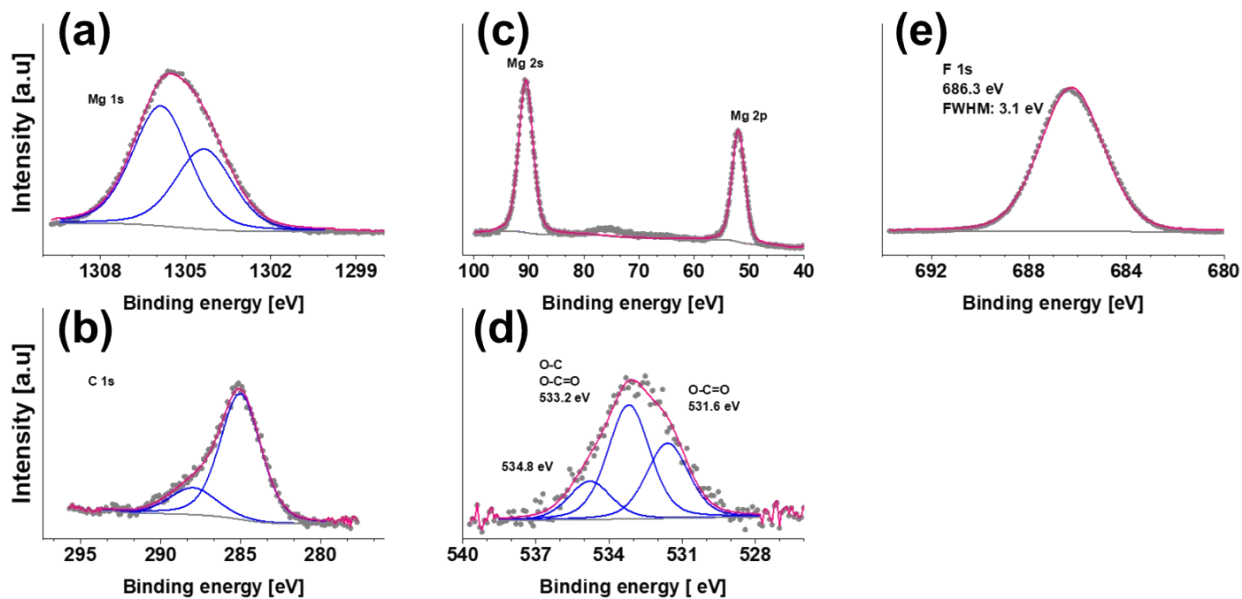 (a)
Intensity [a.u]
Mg 1s
1308 1305 1302 1299
Binding energy [eV]
(c)
Mg 2s
Mg 2p
100 90 80 70 60 50 40
Binding energy [eV]
(e)
F 1s
686.3 eV
FWHM: 3.1 eV
692 688 684 680
Binding energy [eV]
(b)
Intensity [a.u]
C 1s
295 290 285 280
Binding energy [eV]
(d)
O-C
O-C=O
533.2 eV
O-C=O
531.6 eV
534.8 eV
540 537 534 531 528
Binding energy [ eV]